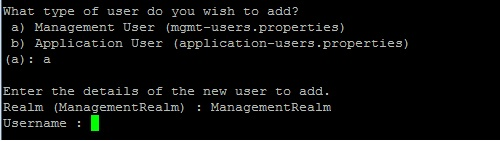 What type of user do you wish to add?
a) Management User (mgmt-users.properties)
b) Application User (application-users.properties)
(a): a
Enter the details of the new user to add.
Realm (ManagementRealm) : ManagementRealm
Username :